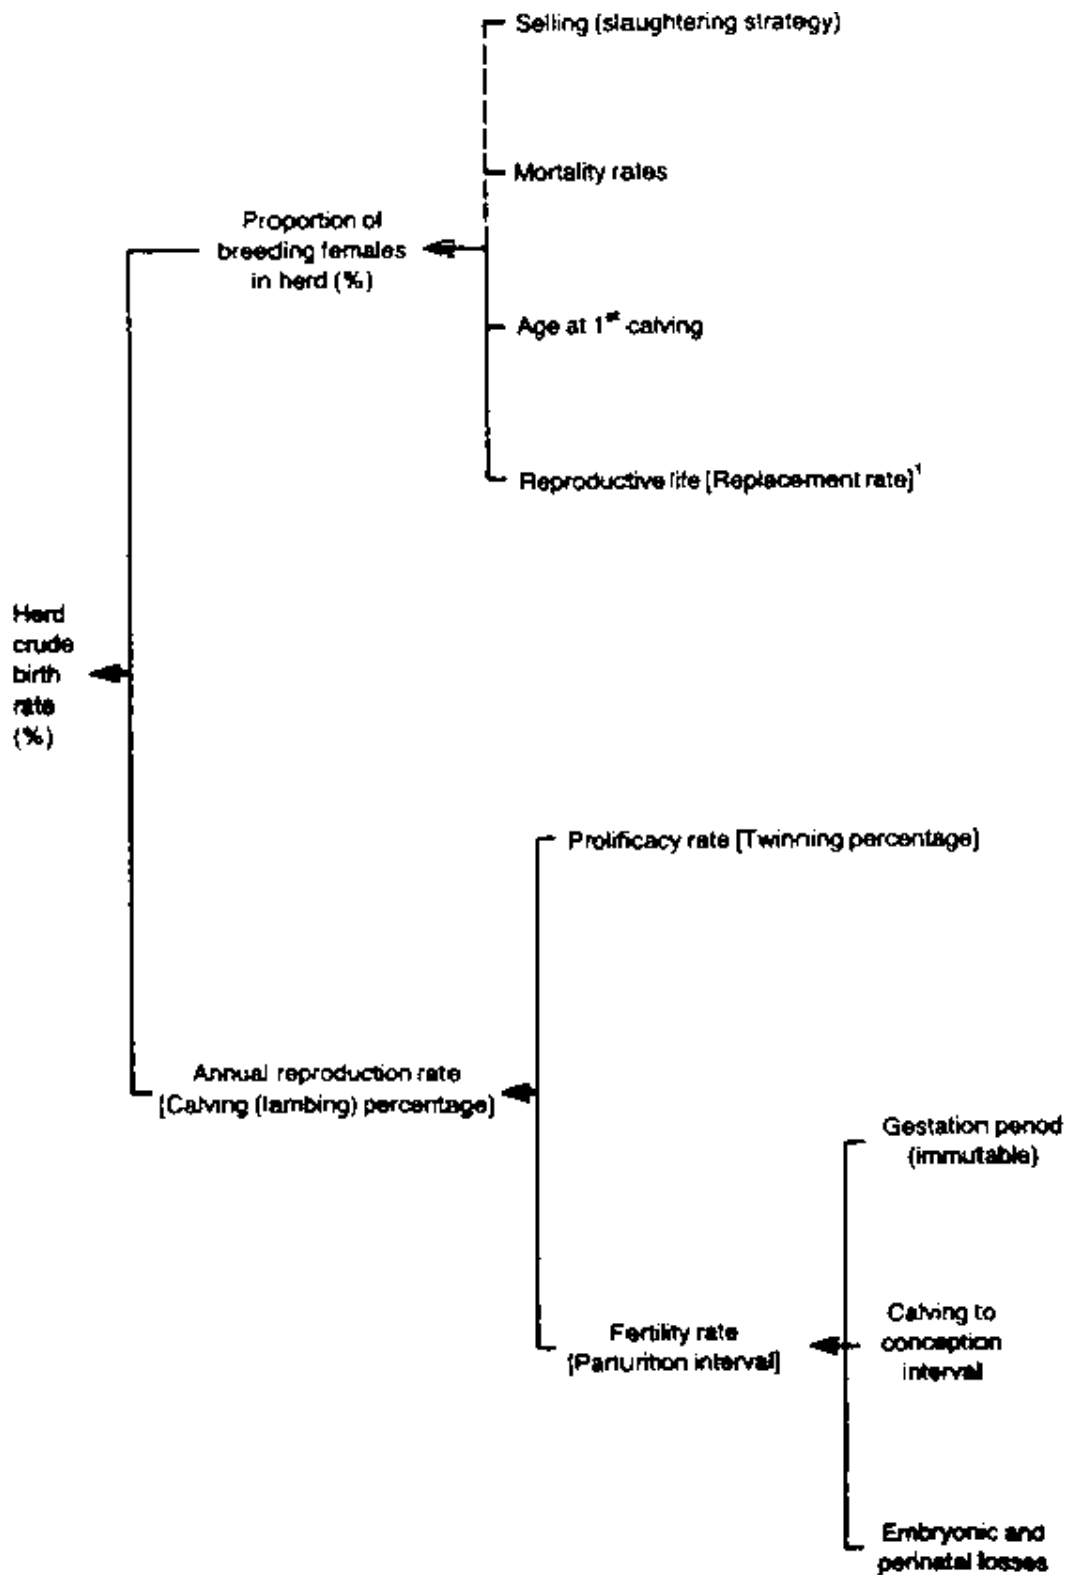 Selling (slaughtering strategy)
Mortality rates
Proportion of
breeding females
in herd (%)
Age at 1st calving
Reproductive life [Replacement rate]¹
Herd
crude
birth
rate
(%)
Prolificacy rate [Twinning percentage]
Annual reproduction rate
[Calving (lambing) percentage]
Gestation period
(immutable)
Calving to
conception
interval
Fertility rate
[Parturition interval]
Embryonic and
perinatal losses